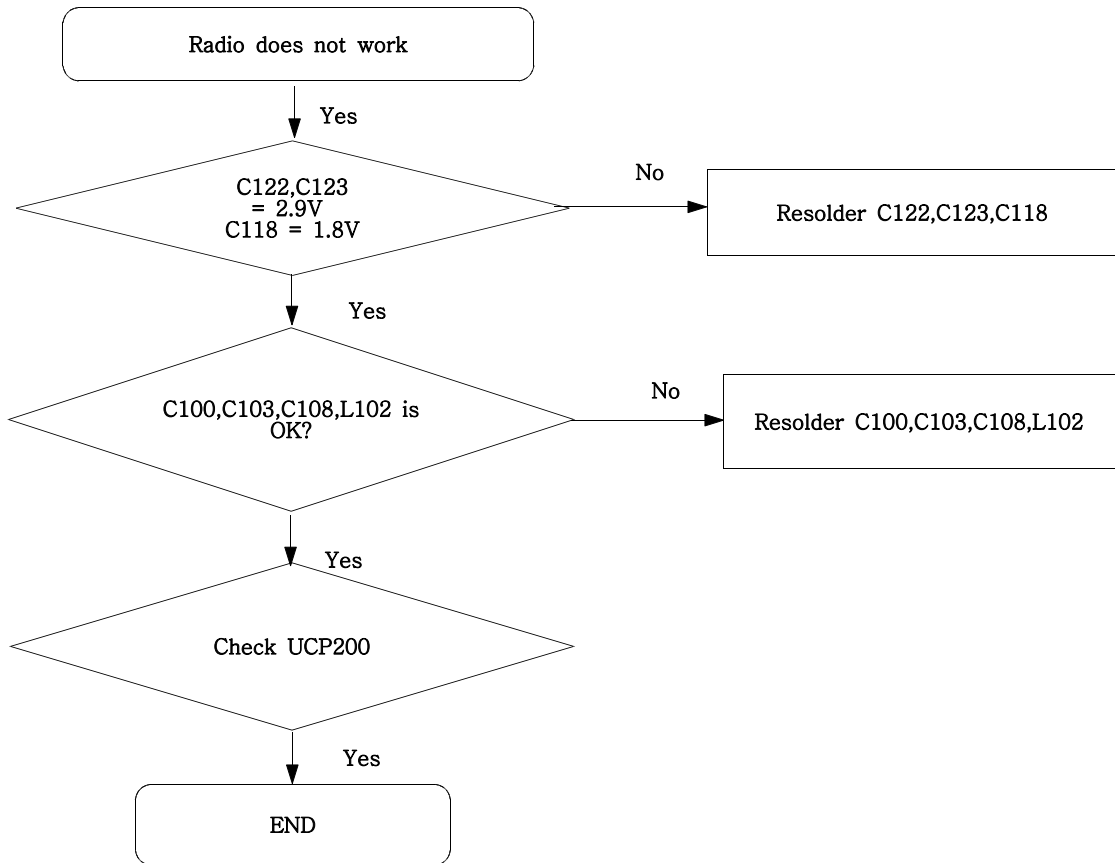 Radio does not work
Yes
C122,C123
= 2.9V
C118 = 1.8V
No
Resolder C122,C123,C118
Yes
C100,C103,C108,L102 is
OK?
No
Resolder C100,C103,C108,L102
Yes
Check UCP200
Yes
END